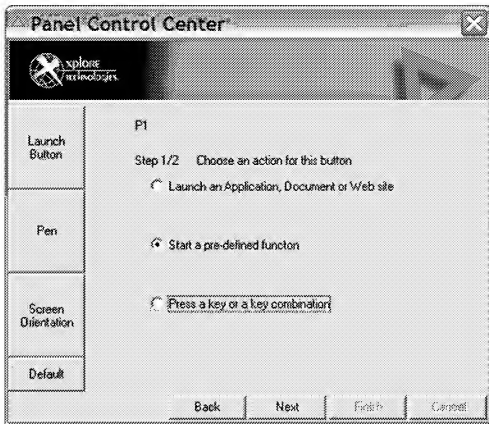 Panel Control Center
Xplore
technologies
Launch
Button
Pen
Screen
Orientation
Default
P1
Step 1/2 Choose an action for this button
Launch an Application, Document or Web site
Start a pre-defined functon
Press a key or a key combination
Back Next Finish Cancel